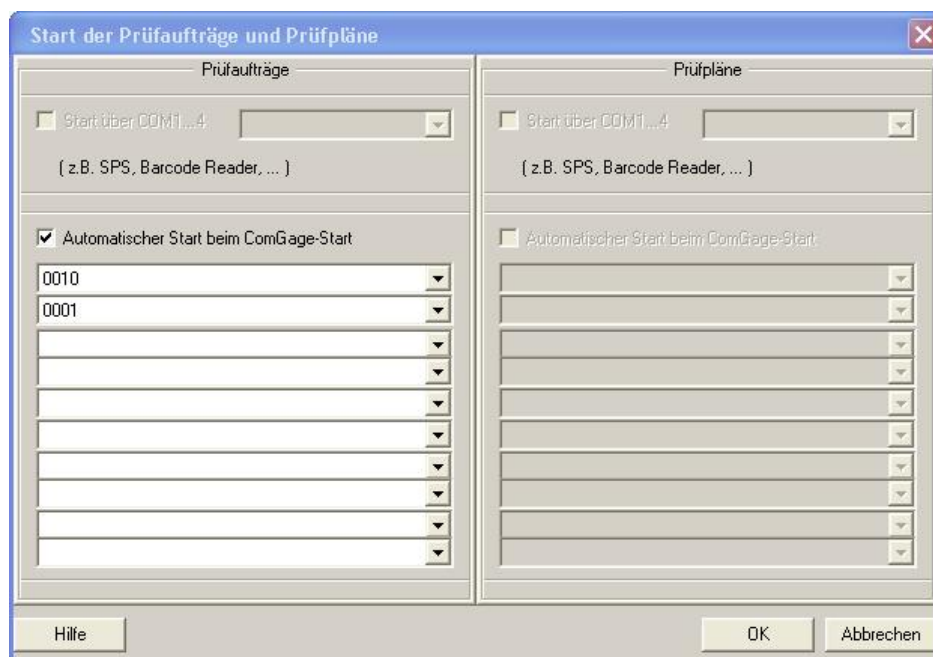 Start der Prüfaufträge und Prüfpläne
Prüfaufträge
Start über COM1...4
( z.B. SPS, Barcode Reader, ... )
Automatischer Start beim ComGage-Start
0010
0001
Prüfpläne
Start über COM1...4
( z.B. SPS, Barcode Reader, ... )
Automatischer Start beim ComGage-Start
Hilfe
OK
Abbrechen